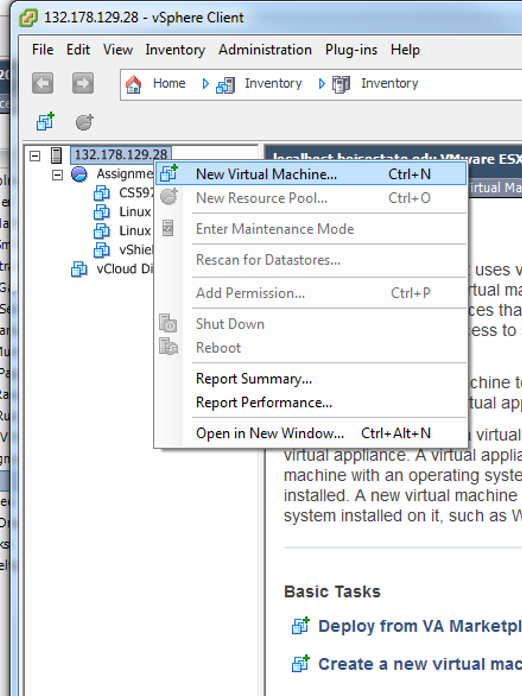 132.178.129.28 - vSphere Client
File Edit View Inventory Administration Plug-ins Help
Home Inventory Inventory
132.178.129.28
Assignme
CS597
Linux
Linux
vShiel
vCloud Di
New Virtual Machine... Ctrl+N
New Resource Pool... Ctrl+O
Enter Maintenance Mode
Rescan for Datastores...
Add Permission... Ctrl+P
Shut Down
Reboot
Report Summary...
Report Performance...
Open in New Window... Ctrl+Alt+N
localhost.boisestate.edu VMware ESX
irtual Ma
uses v
rtual ma
ces tha
cess to
chine to
tual app
virtual
virtual appliance. A virtual applia
machine with an operating syste
installed. A new virtual machine
system installed on it, such as W
Basic Tasks
Deploy from VA Marketpl
Create a new virtual mac